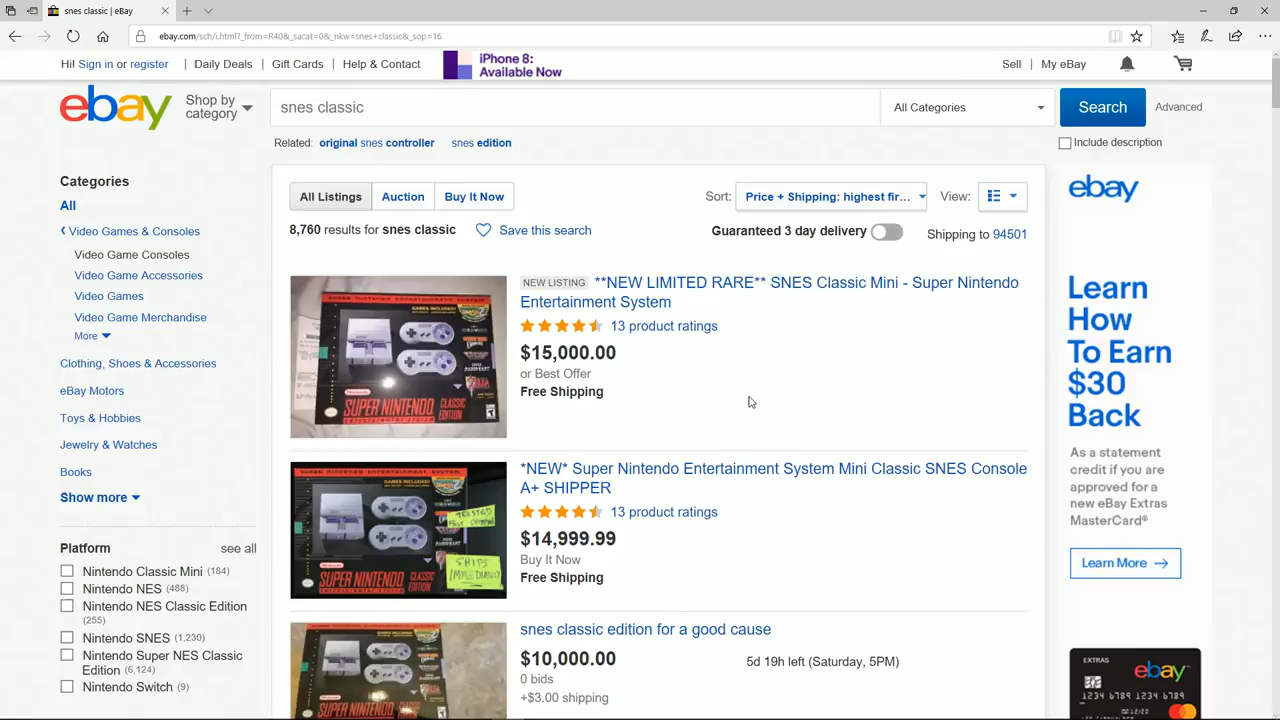 snes classic | eBay
ebay.com/sch/i.html?_from=R40&_sacat=0&_nkw=snes+classic&_sop=16
Hi! Sign in or register | Daily Deals | Gift Cards | Help & Contact
iPhone 8:
Available Now
Sell | My eBay
ebay
Shop by
category
snes classic
All Categories
Search
Advanced
Related: original snes controller snes edition
Include description
Categories
All
Video Games & Consoles
Video Game Consoles
Video Game Accessories
Video Games
Video Game Merchandise
More
Clothing, Shoes & Accessories
eBay Motors
Toys & Hobbies
Jewelry & Watches
Books
Show more
Platform see all
Nintendo Classic Mini (184)
Nintendo NES (488)
Nintendo NES Classic Edition
(255)
Nintendo SNES (1,230)
Nintendo Super NES Classic
Edition (6,124)
Nintendo Switch (9)
All Listings Auction Buy It Now
Sort: Price + Shipping: highest fir... View:
8,760 results for snes classic Save this search
Guaranteed 3 day delivery Shipping to 94501
NEW LISTING **NEW LIMITED RARE** SNES Classic Mini - Super Nintendo
Entertainment System
13 product ratings
$15,000.00
or Best Offer
Free Shipping
SUPER NINTENDO
CLASSIC
EDITION
*NEW* Super Nintendo Entertainment System Mini Classic SNES Console
A+ SHIPPER
13 product ratings
$14,999.99
Buy It Now
Free Shipping
SUPER NINTENDO
CLASSIC
EDITION
snes classic edition for a good cause
$10,000.00 5d 19h left (Saturday, 5PM)
0 bids
+$3.00 shipping
ebay
Learn
How
To Earn
$30
Back
As a statement
credit if you are
approved for a
new eBay Extras
MasterCard®
Learn More
EXTRAS
ebay